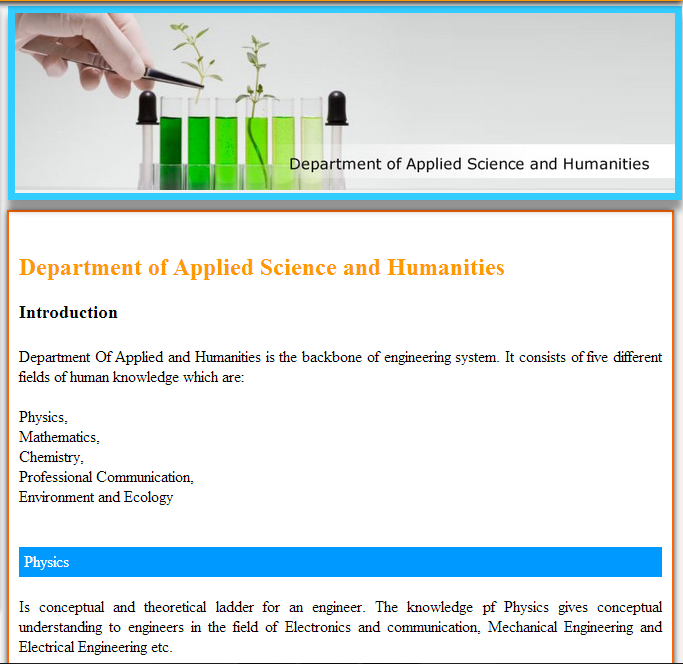 Department of Applied Science and Humanities
Department of Applied Science and Humanities
Introduction
Department Of Applied and Humanities is the backbone of engineering system. It consists of five different
fields of human knowledge which are:
Physics,
Mathematics,
Chemistry,
Professional Communication,
Environment and Ecology
Physics
Is conceptual and theoretical ladder for an engineer. The knowledge pf Physics gives conceptual
understanding to engineers in the field of Electronics and communication, Mechanical Engineering and
Electrical Engineering etc.